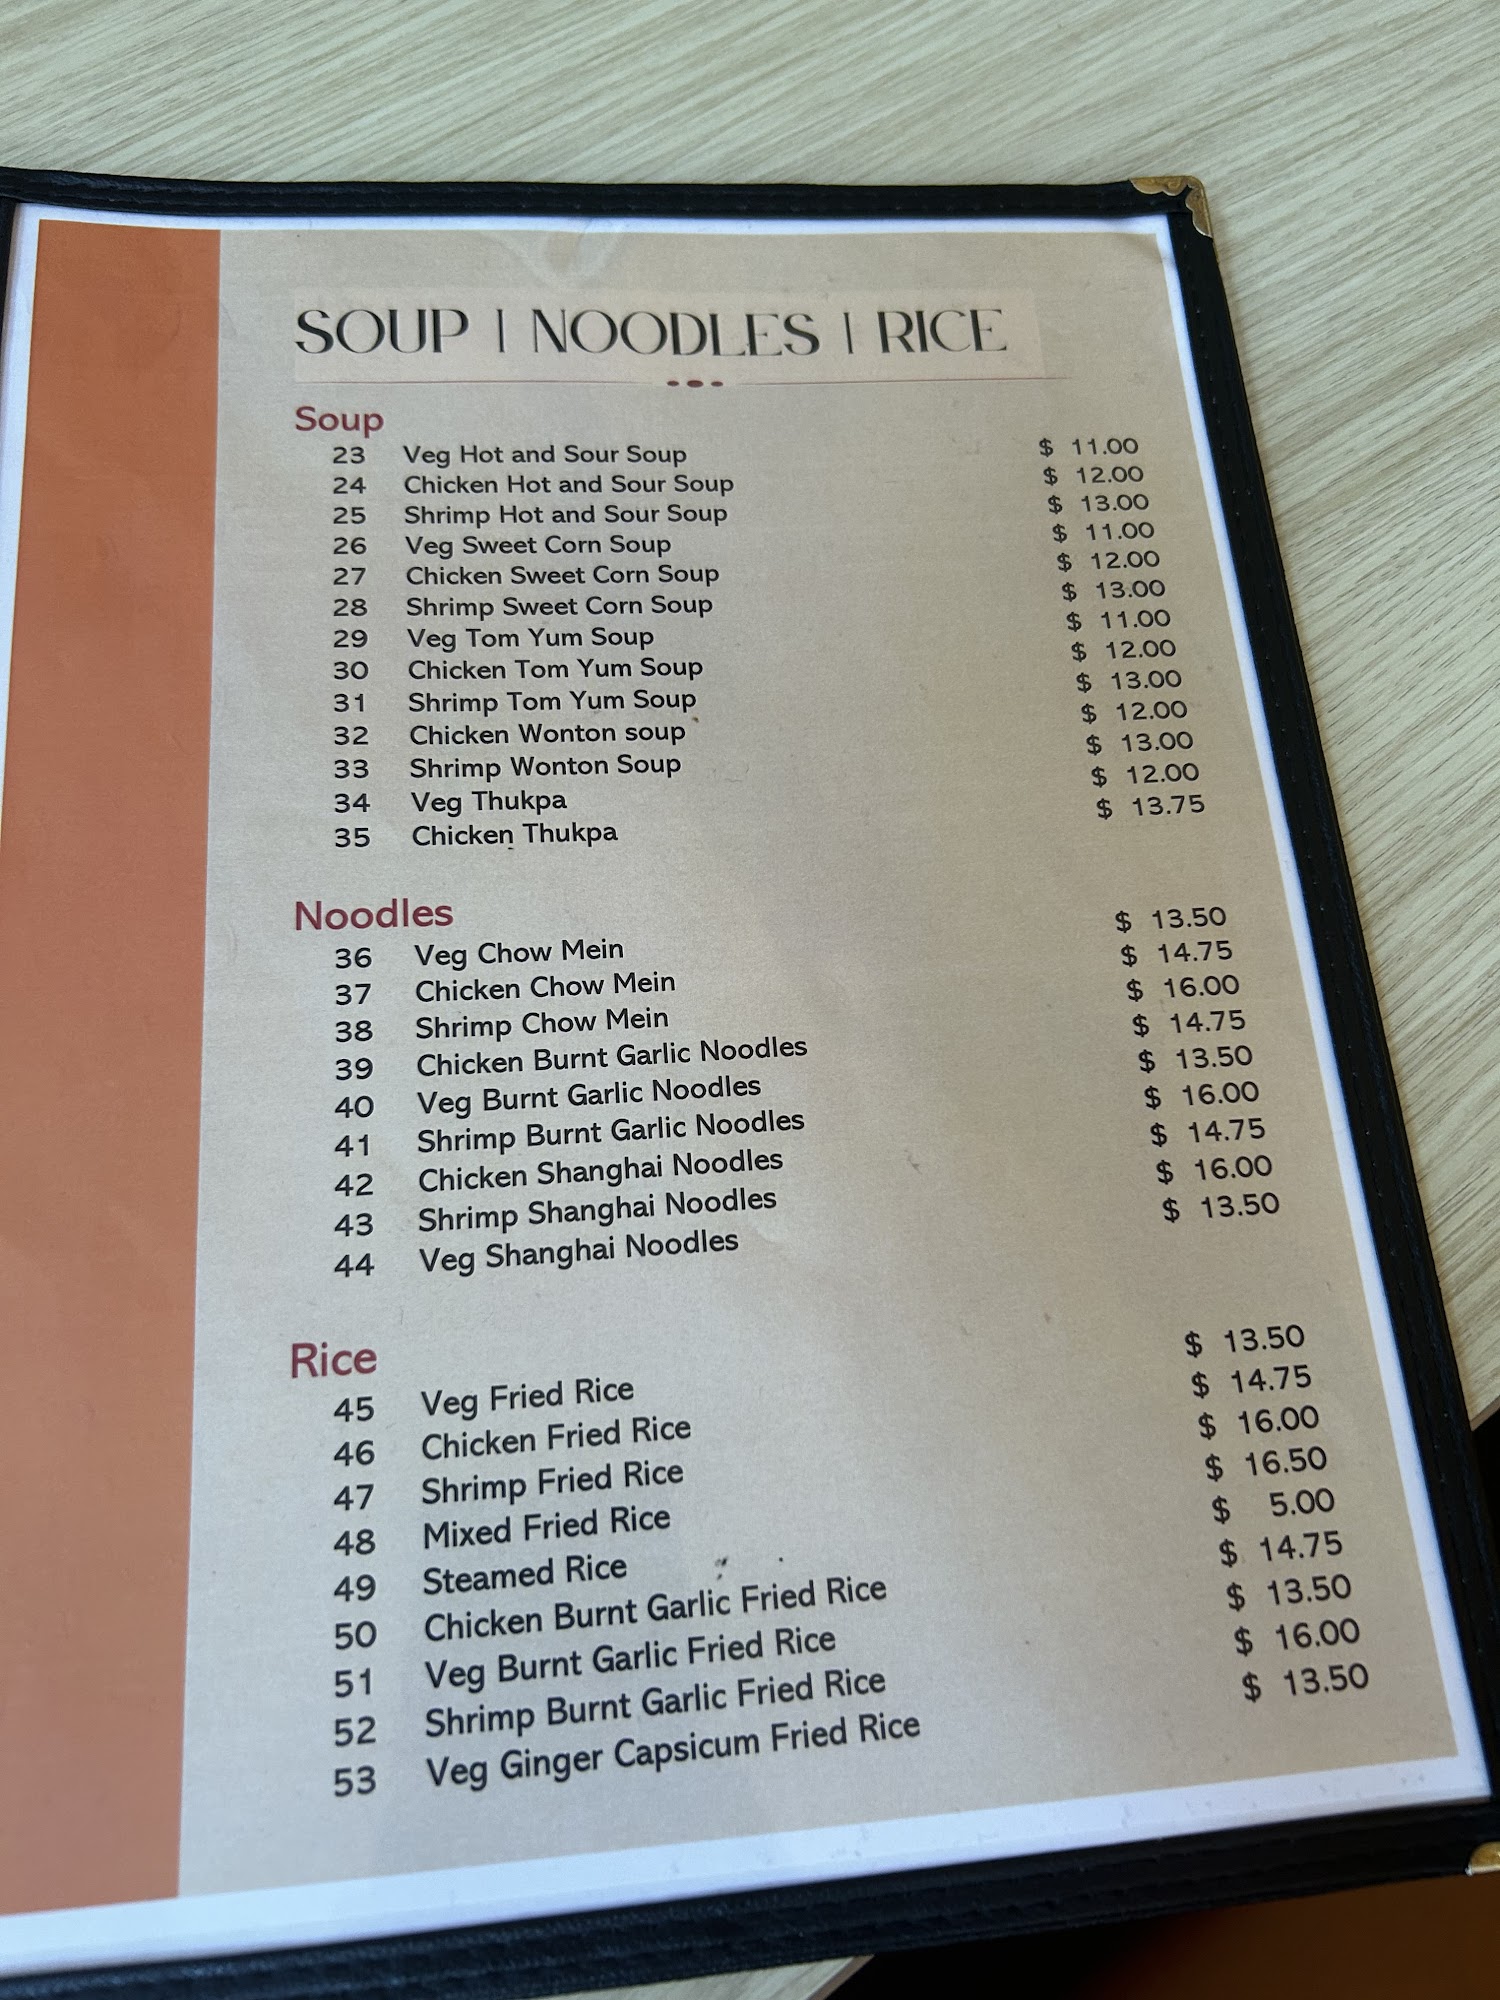 SOUP | NOODLES | RICE
Soup
23 Veg Hot and Sour Soup $ 11.00
24 Chicken Hot and Sour Soup $ 12.00
25 Shrimp Hot and Sour Soup $ 13.00
26 Veg Sweet Corn Soup $ 11.00
27 Chicken Sweet Corn Soup $ 12.00
28 Shrimp Sweet Corn Soup $ 13.00
29 Veg Tom Yum Soup $ 11.00
30 Chicken Tom Yum Soup $ 12.00
31 Shrimp Tom Yum Soup $ 13.00
32 Chicken Wonton soup $ 12.00
33 Shrimp Wonton Soup $ 13.00
34 Veg Thukpa $ 12.00
35 Chicken Thukpa $ 13.75
Noodles
36 Veg Chow Mein $ 13.50
37 Chicken Chow Mein $ 14.75
38 Shrimp Chow Mein $ 16.00
39 Chicken Burnt Garlic Noodles $ 14.75
40 Veg Burnt Garlic Noodles $ 13.50
41 Shrimp Burnt Garlic Noodles $ 16.00
42 Chicken Shanghai Noodles $ 14.75
43 Shrimp Shanghai Noodles $ 16.00
44 Veg Shanghai Noodles $ 13.50
Rice
45 Veg Fried Rice $ 13.50
46 Chicken Fried Rice $ 14.75
47 Shrimp Fried Rice $ 16.00
48 Mixed Fried Rice $ 16.50
49 Steamed Rice $ 5.00
50 Chicken Burnt Garlic Fried Rice $ 14.75
51 Veg Burnt Garlic Fried Rice $ 13.50
52 Shrimp Burnt Garlic Fried Rice $ 16.00
53 Veg Ginger Capsicum Fried Rice $ 13.50